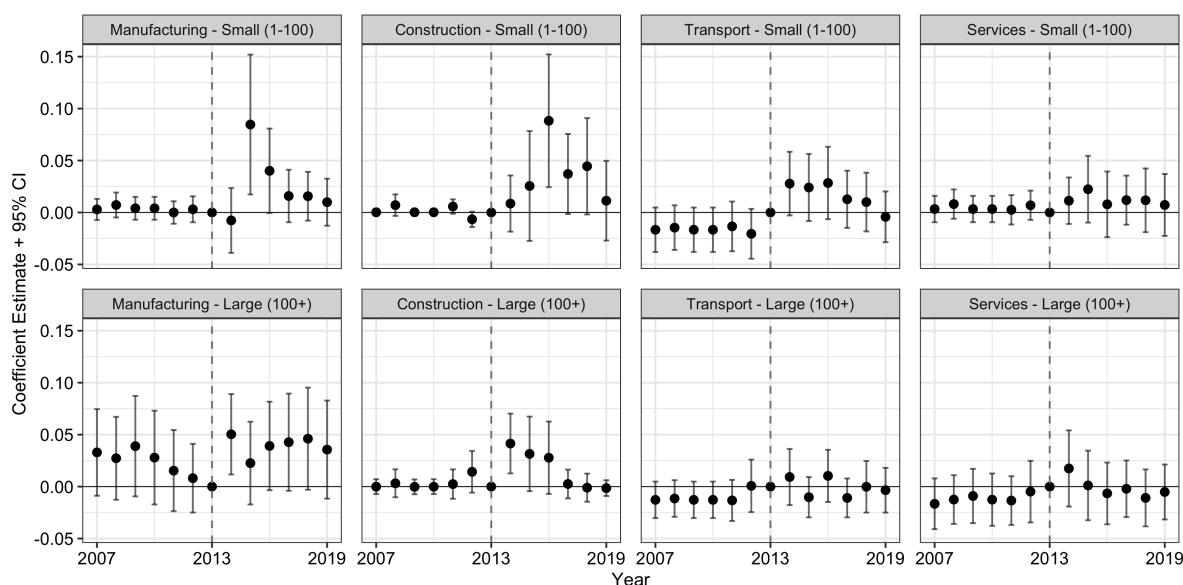 Manufacturing - Small (1-100)
Construction - Small (1-100)
Transport - Small (1-100)
Services - Small (1-100)
0.15
0.10
0.05
0.00
-0.05
Manufacturing - Large (100+)
Construction - Large (100+)
Transport - Large (100+)
Services - Large (100+)
0.15
0.10
0.05
0.00
-0.05
Coefficient Estimate + 95% CI
2007 2013 2019
2007 2013 2019
2007 2013 2019
2007 2013 2019
Year